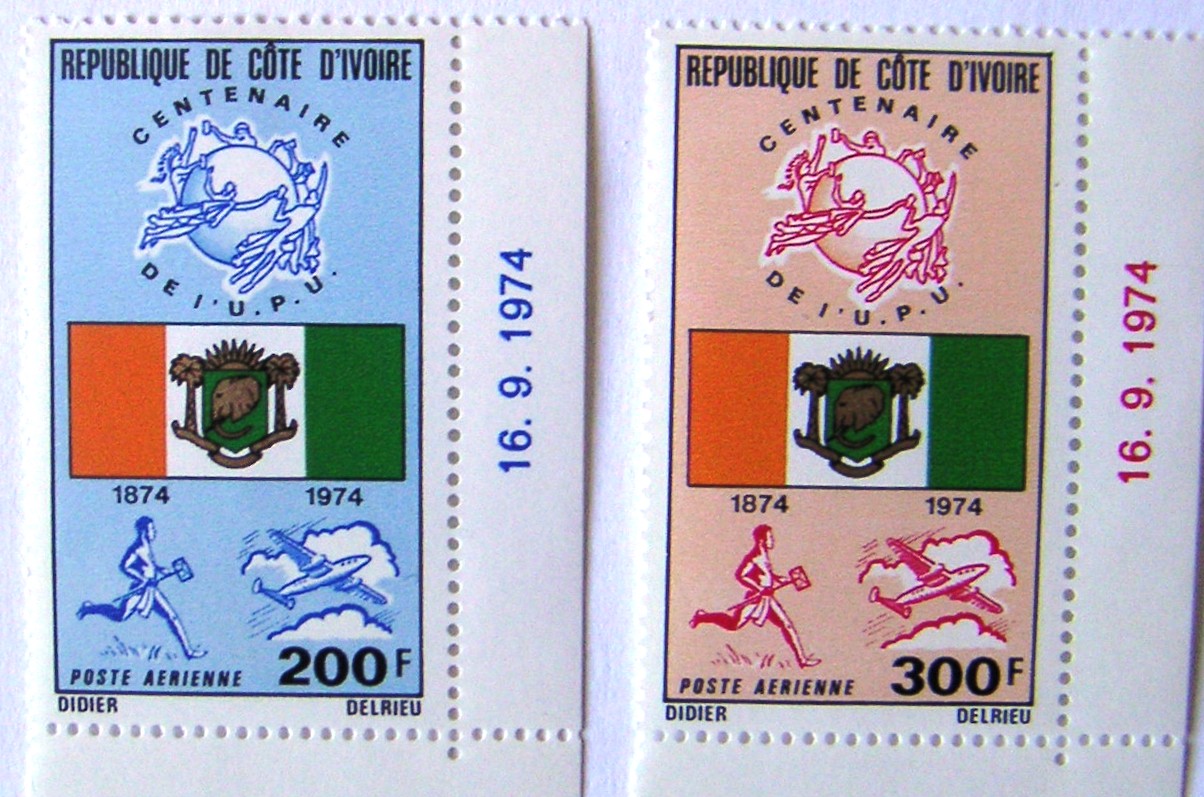 REPUBLIQUE DE CÔTE D'IVOIRE
CENTENAIRE
DE l'U.P.U.
1874 1974
POSTE AERIENNE 200F
DIDIER DELRIEU
16. 9. 1974
REPUBLIQUE DE CÔTE D'IVOIRE
CENTENAIRE
DE l'U.P.U.
1874 1974
POSTE AERIENNE 300F
DIDIER DELRIEU
16. 9. 1974